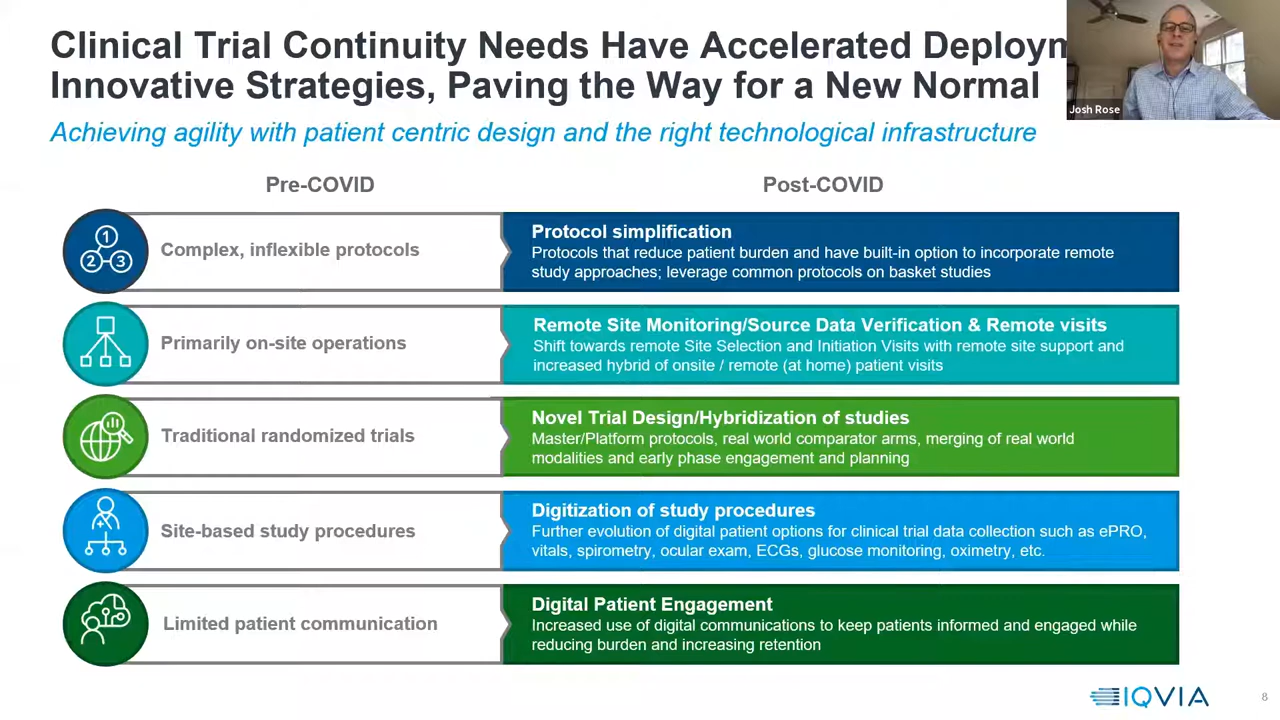 Clinical Trial Continuity Needs Have Accelerated
Innovative Strategies, Paving the Way for a New Normal
Josh Rose
Achieving agility with patient centric design and the right technological infrastructure
Pre-COVID
Post-COVID
1
2 3
Complex, inflexible protocols
Protocol simplification
Protocols that reduce patient burden and have built-in option to incorporate remote
study approaches; leverage common protocols on basket studies
Primarily on-site operations
Remote Site Monitoring/Source Data Verification & Remote visits
Shift towards remote Site Selection and Initiation Visits with remote site support and
increased hybrid of onsite / remote (at home) patient visits
Traditional randomized trials
Novel Trial Design/Hybridization of studies
Master/Platform protocols, real world comparator arms, merging of real world
modalities and early phase engagement and planning
Site-based study procedures
Digitization of study procedures
Further evolution of digital patient options for clinical trial data collection such as ePRO,
vitals, spirometry, ocular exam, ECGs, glucose monitoring, oximetry, etc.
Limited patient communication
Digital Patient Engagement
Increased use of digital communications to keep patients informed and engaged while
reducing burden and increasing retention
IQVIA
8